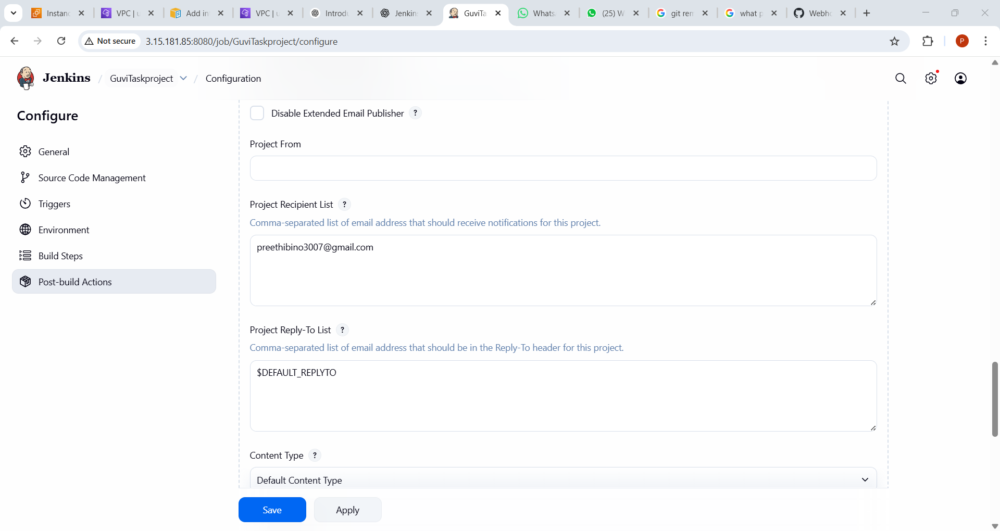 Instanc
VPC | u
Add in
VPC | u
Introdu
Jenkin
GuviTa
Whats
(25) W
git rem
what p
Webho
Not secure
3.15.181.85:8080/job/GuviTaskproject/configure
P
Jenkins / GuviTaskproject / Configuration
Configure
General
Source Code Management
Triggers
Environment
Build Steps
Post-build Actions
Disable Extended Email Publisher ?
Project From
Project Recipient List ?
Comma-separated list of email address that should receive notifications for this project.
preethibino3007@gmail.com
Project Reply-To List ?
Comma-separated list of email address that should be in the Reply-To header for this project.
$DEFAULT_REPLYTO
Content Type ?
Default Content Type
Save
Apply